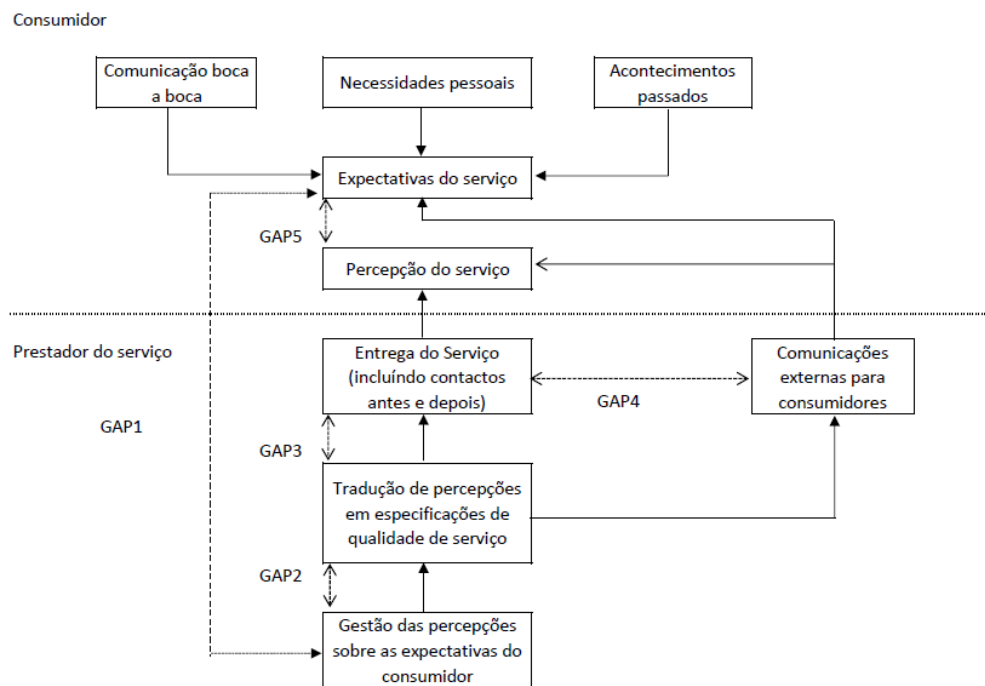 Consumidor
Comunicação boca
a boca
Necessidades pessoais
Acontecimentos
passados
Expectativas do serviço
GAP5
Percepção do serviço
Prestador do serviço
Entrega do Serviço
(incluíndo contactos
antes e depois)
Comunicações
externas para
consumidores
GAP4
GAP1
GAP3
Tradução de percepções
em especificações de
qualidade de serviço
GAP2
Gestão das percepções
sobre as expectativas do
consumidor